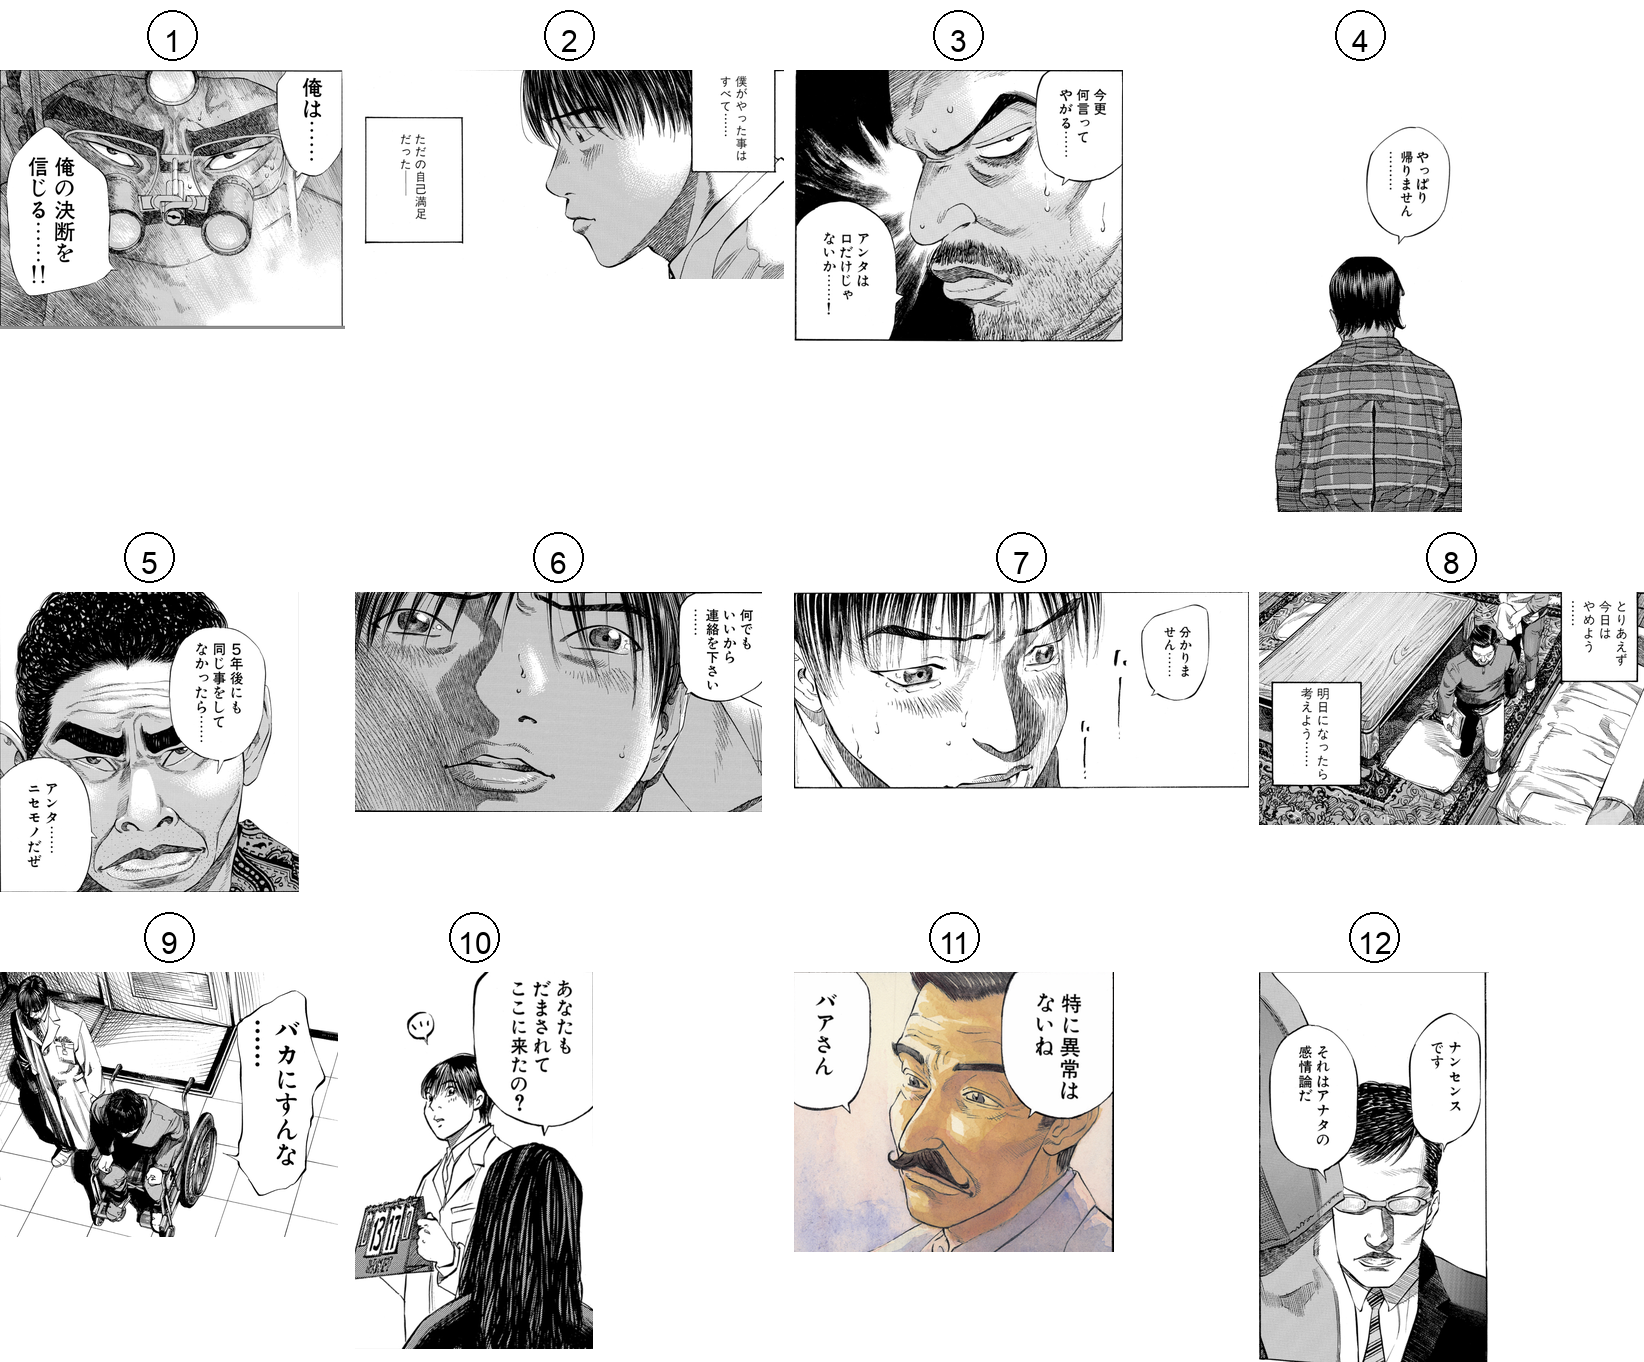 1
俺は……
俺の決断を
信じる……!!
2
僕がやった事は
すべて……
ただの自己満足
だった――
3
今更
何言って
やがる……
アンタは
口だけじゃ
ないか……!
4
やっぱり
帰りません
………
5
5年後にも
同じ事をして
なかったら……
アンタ……
ニセモノだぜ
6
何でも
いいから
連絡を下さい
……
7
分かりま
せん……
8
とりあえず
今日は
やめよう
……
明日になったら
考えよう……
9
バカにすんな
……
10
あなたも
だまされて
ここに来たの?
13 17
11
特に異常は
ないね
バアさん
12
ナンセンス
です
それはアナタの
感情論だ